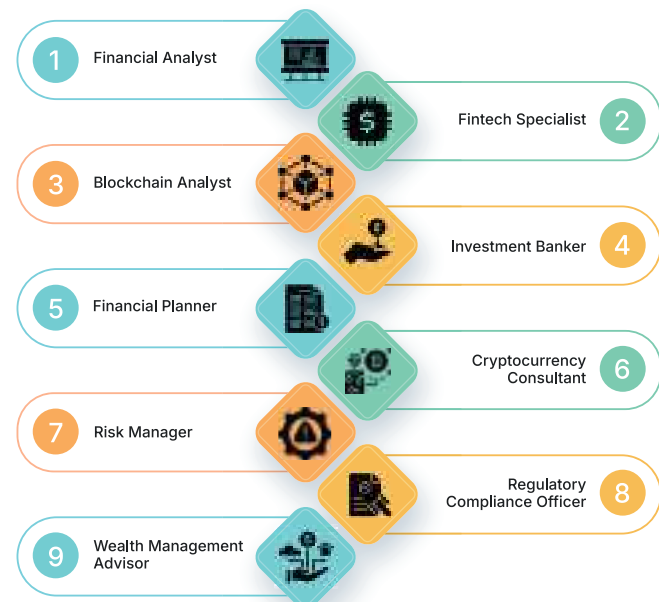 1
Financial Analyst
Fintech Specialist
2
3
Blockchain Analyst
Investment Banker
4
5
Financial Planner
Cryptocurrency
Consultant
6
7
Risk Manager
Regulatory
Compliance Officer
8
9
Wealth Management
Advisor